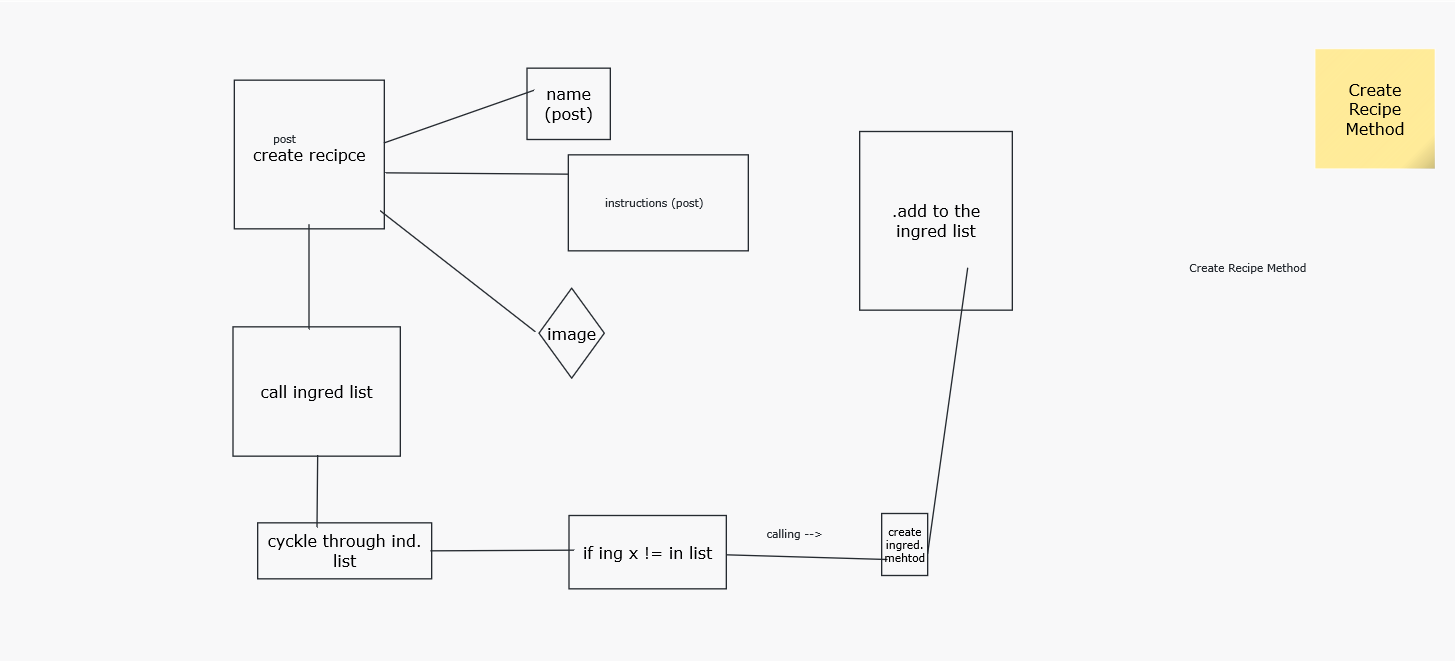 post
create recipce
name
(post)
instructions (post)
image
call ingred list
cyckle through ind.
list
if ing x != in list
calling -->
create
ingred.
mehtod
.add to the
ingred list
Create
Recipe
Method
Create Recipe Method